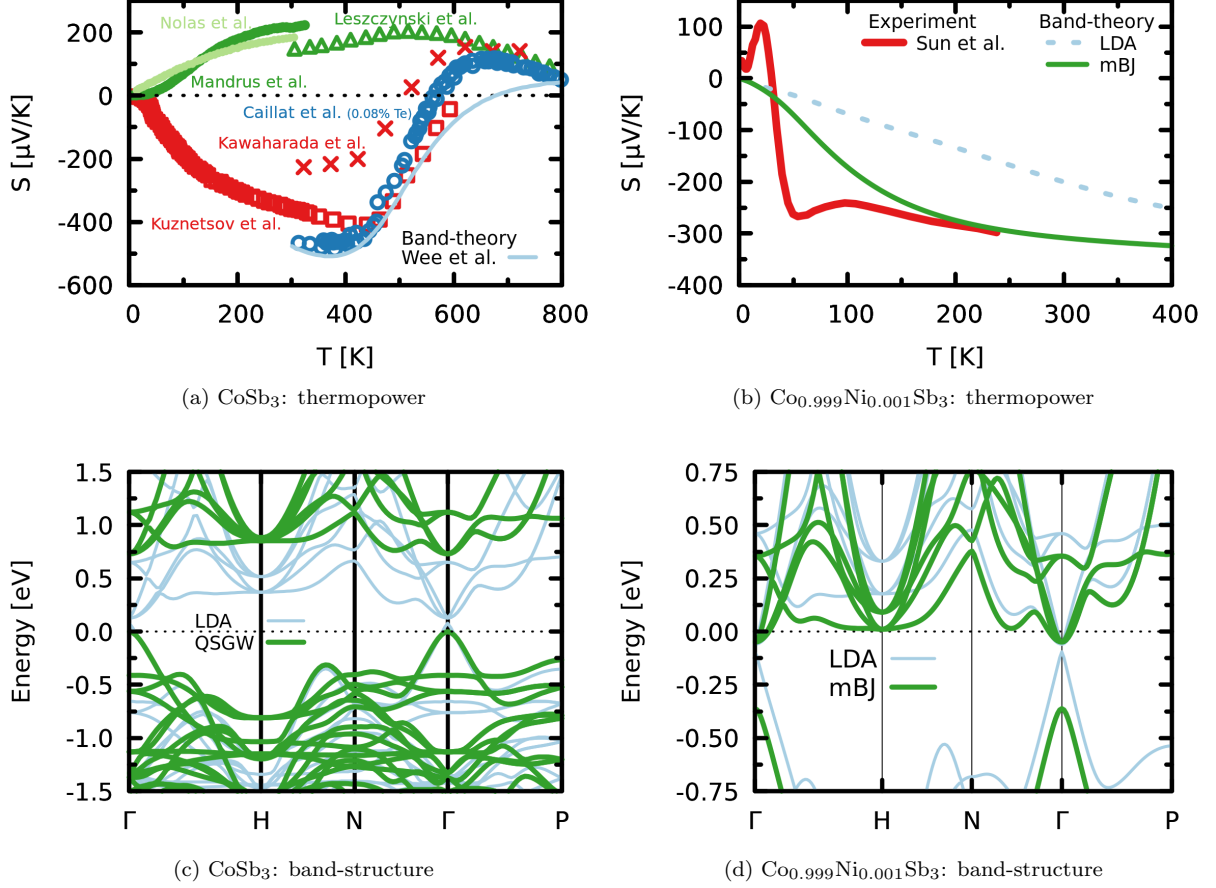 Nolas et al.
Leszczynski et al.
Mandrus et al.
Caillat et al. (0.08% Te)
Kawaharada et al.
Kuznetsov et al.
Band-theory
Wee et al.
200
0
-200
-400
-600
S [µV/K]
0 200 400 600 800
T [K]
(a) CoSb₃: thermopower
Experiment
Sun et al.
Band-theory
LDA
mBJ
100
0
-100
-200
-300
-400
S [µV/K]
0 100 200 300 400
T [K]
(b) Co₀.₉₉₉Ni₀.₀₀₁Sb₃: thermopower
1.5
1.0
0.5
0.0
-0.5
-1.0
-1.5
Energy [eV]
LDA
QSGW
Γ H N Γ P
(c) CoSb₃: band-structure
0.75
0.50
0.25
0.00
-0.25
-0.50
-0.75
Energy [eV]
LDA
mBJ
Γ H N Γ P
(d) Co₀.₉₉₉Ni₀.₀₀₁Sb₃: band-structure